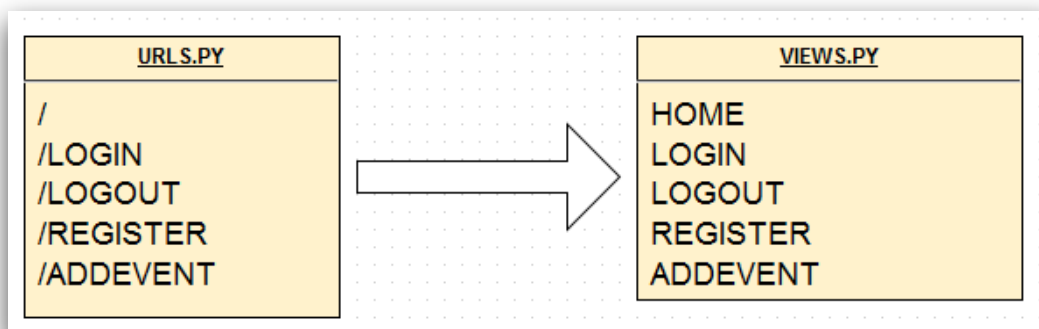 URLS.PY
/
/LOGIN
/LOGOUT
/REGISTER
/ADDEVENT
VIEWS.PY
HOME
LOGIN
LOGOUT
REGISTER
ADDEVENT